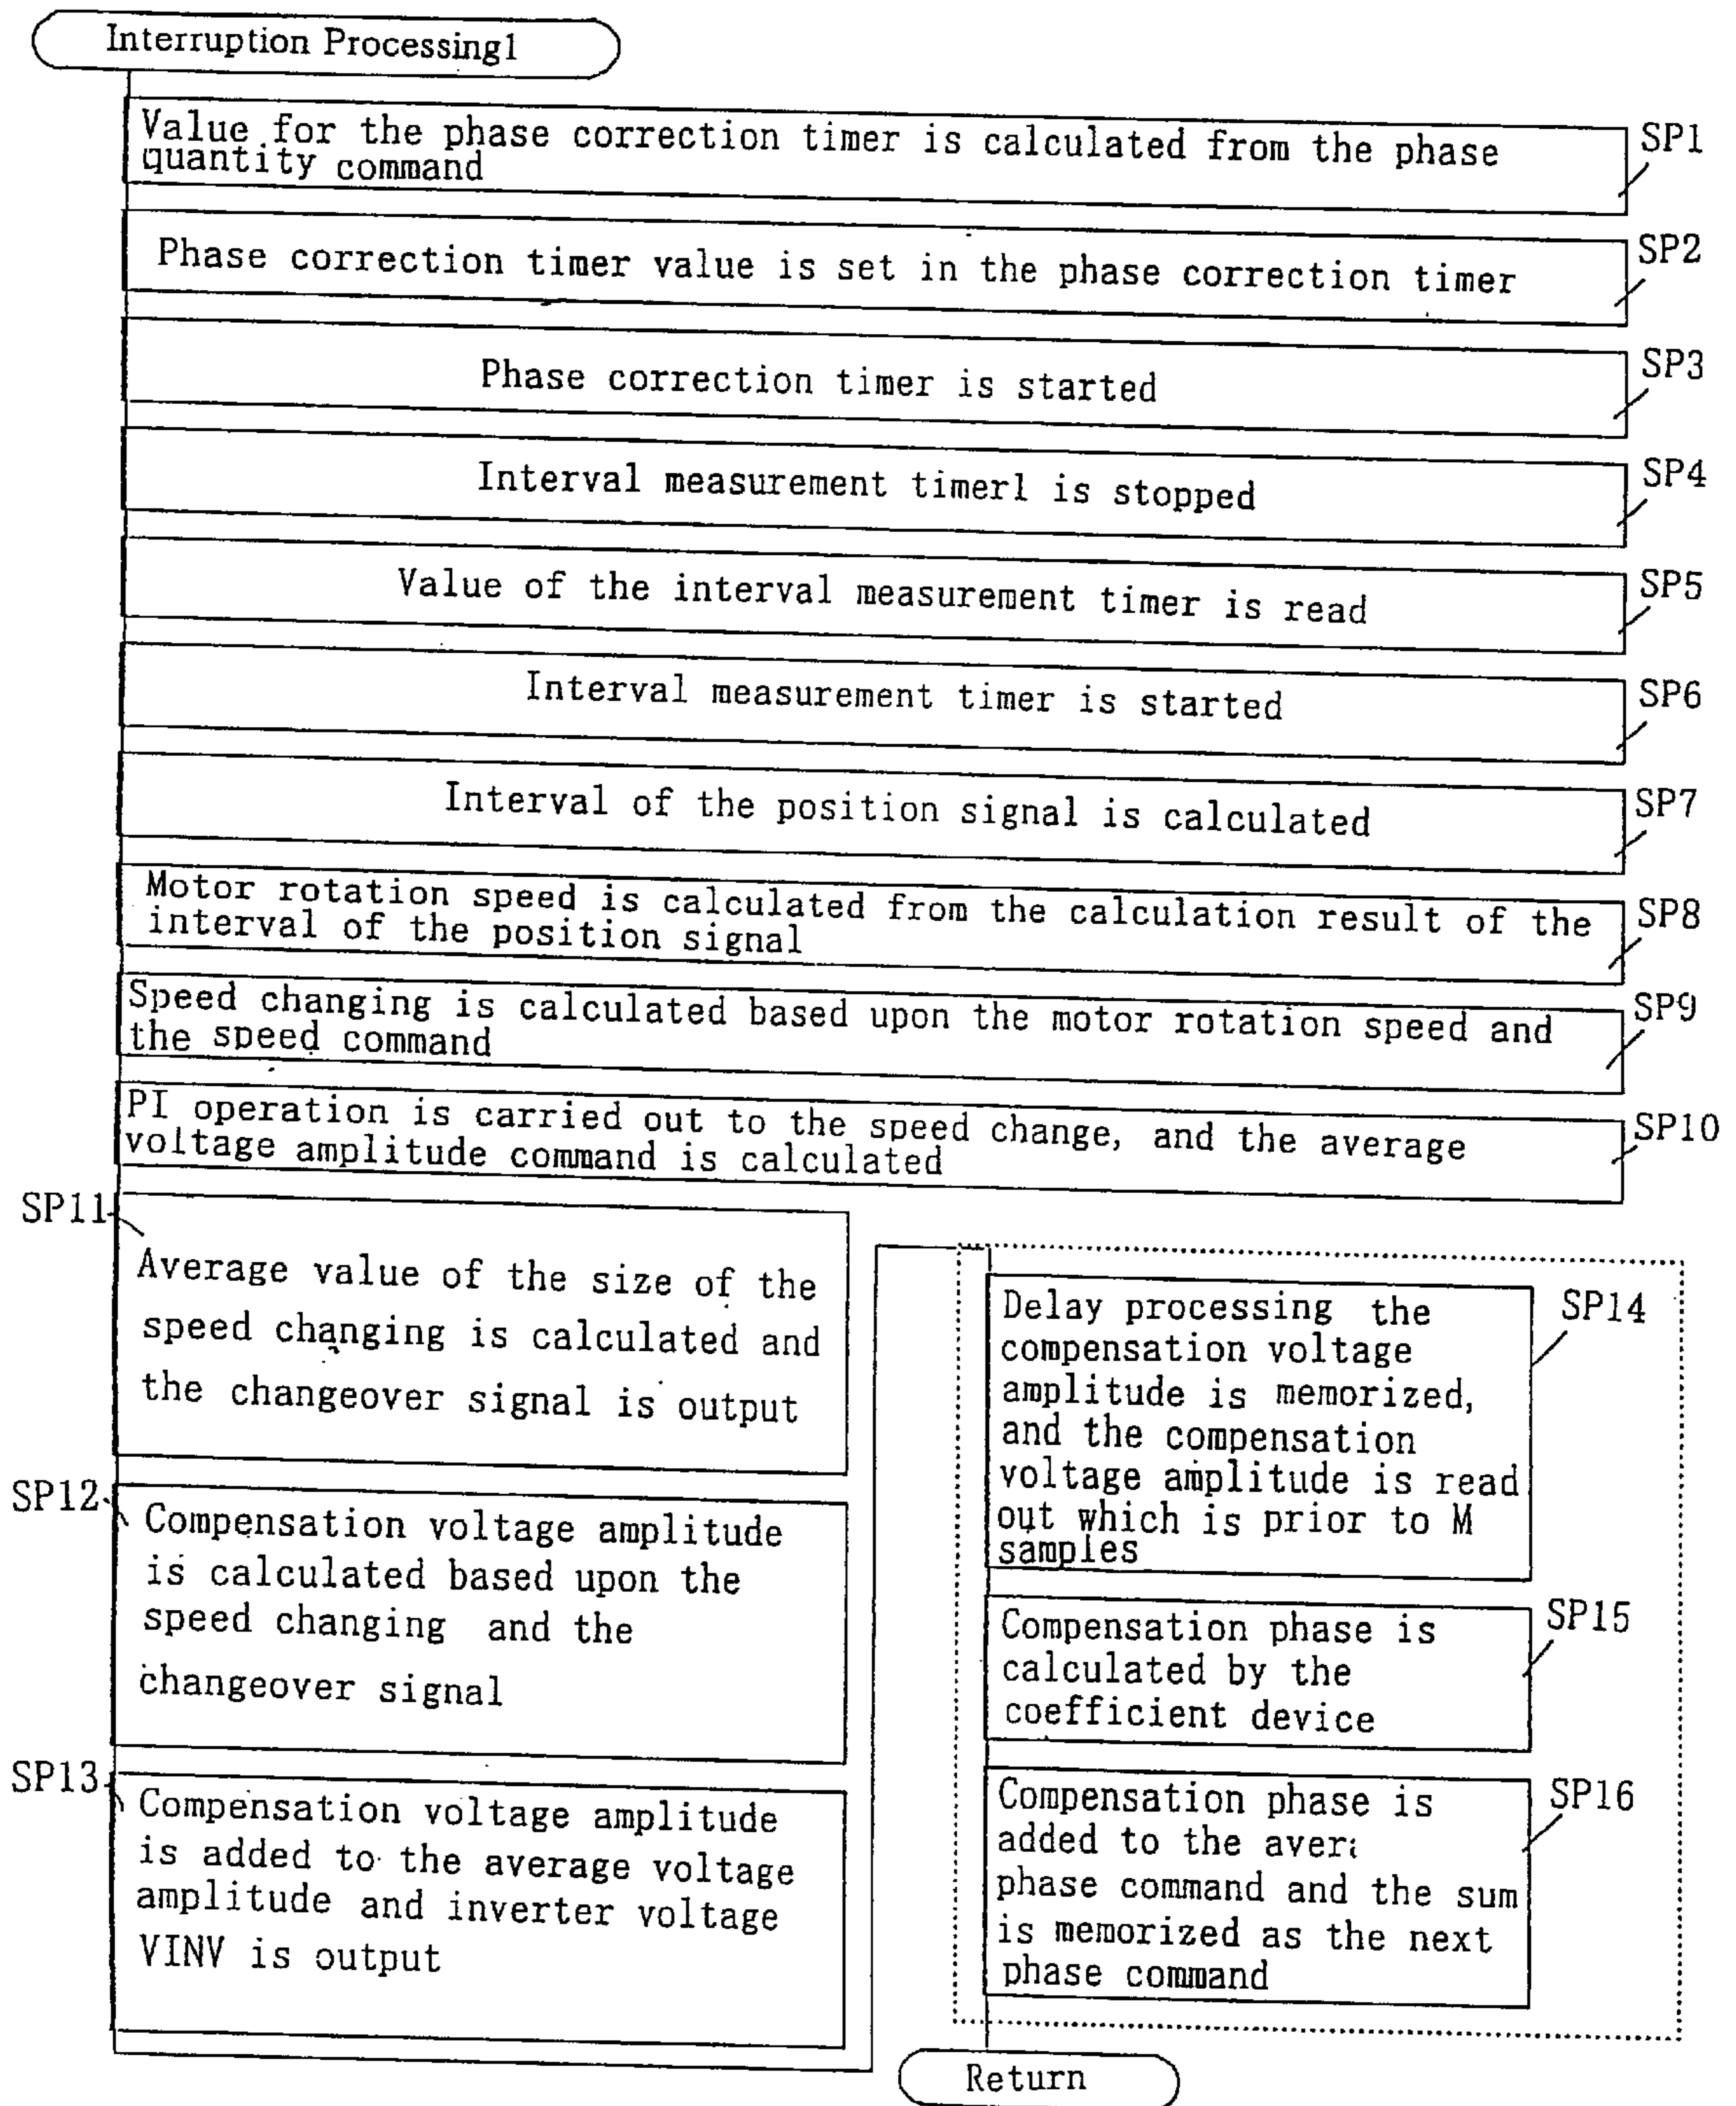 Interruption Processing1
Value for the phase correction timer is calculated from the phase
quantity command
SP1
Phase correction timer value is set in the phase correction timer
SP2
Phase correction timer is started
SP3
Interval measurement timer1 is stopped
SP4
Value of the interval measurement timer is read
SP5
Interval measurement timer is started
SP6
Interval of the position signal is calculated
SP7
Motor rotation speed is calculated from the calculation result of the
interval of the position signal
SP8
Speed changing is calculated based upon the motor rotation speed and
the speed command
SP9
PI operation is carried out to the speed change, and the average
voltage amplitude command is calculated
SP10
SP11
Average value of the size of the
speed changing is calculated and
the changeover signal is output
SP12
Compensation voltage amplitude
is calculated based upon the
speed changing and the
changeover signal
SP13
Compensation voltage amplitude
is added to the average voltage
amplitude and inverter voltage
VINV is output
Delay processing the
compensation voltage
amplitude is memorized,
and the compensation
voltage amplitude is read
out which is prior to M
samples
SP14
Compensation phase is
calculated by the
coefficient device
SP15
Compensation phase is
added to the
phase command and the sum
is memorized as the next
phase command
SP16
Return